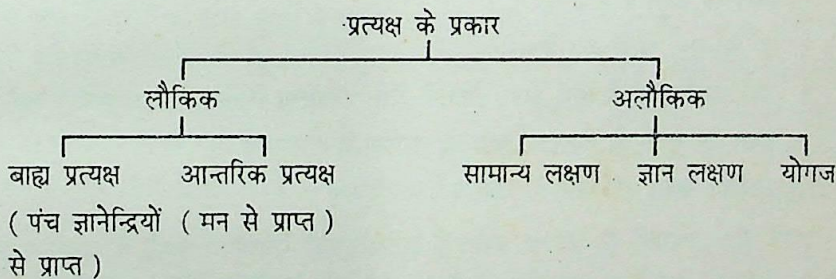 प्रत्यक्ष के प्रकार
लौकिक अलौकिक
बाह्य प्रत्यक्ष आन्तरिक प्रत्यक्ष सामान्य लक्षण ज्ञान लक्षण योगज
( पंच ज्ञानेन्द्रियों ( मन से प्राप्त )
से प्राप्त )